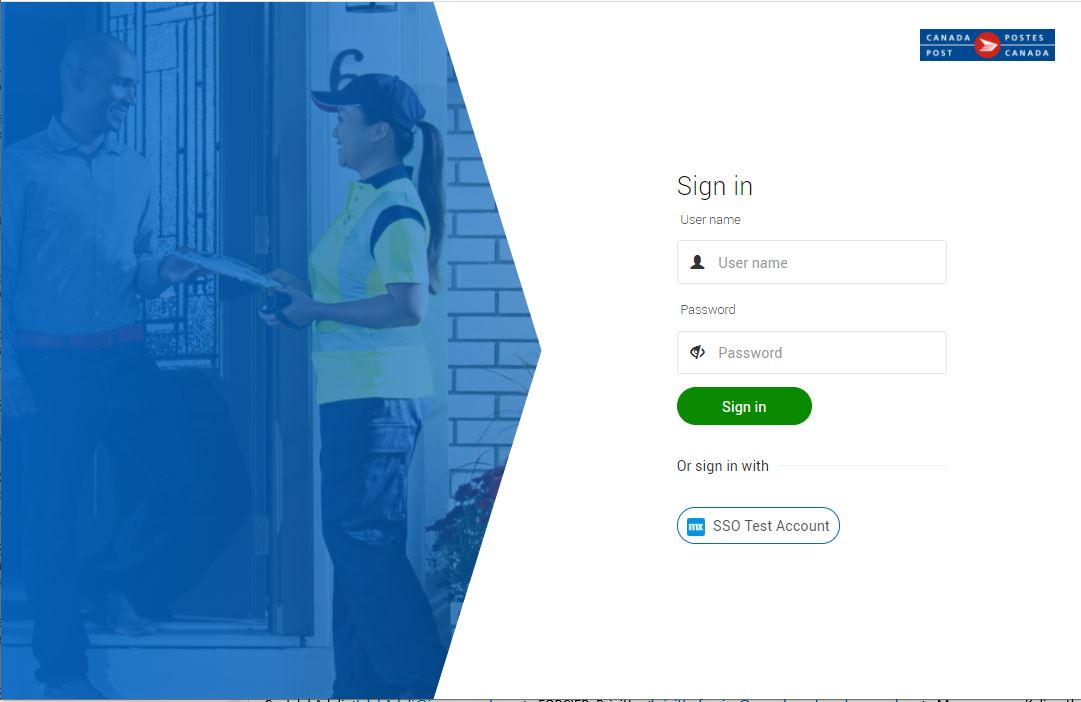 CANADA POST
POSTES CANADA
6
Sign in
User name
User name
Password
Password
Sign in
Or sign in with
mx SSO Test Account